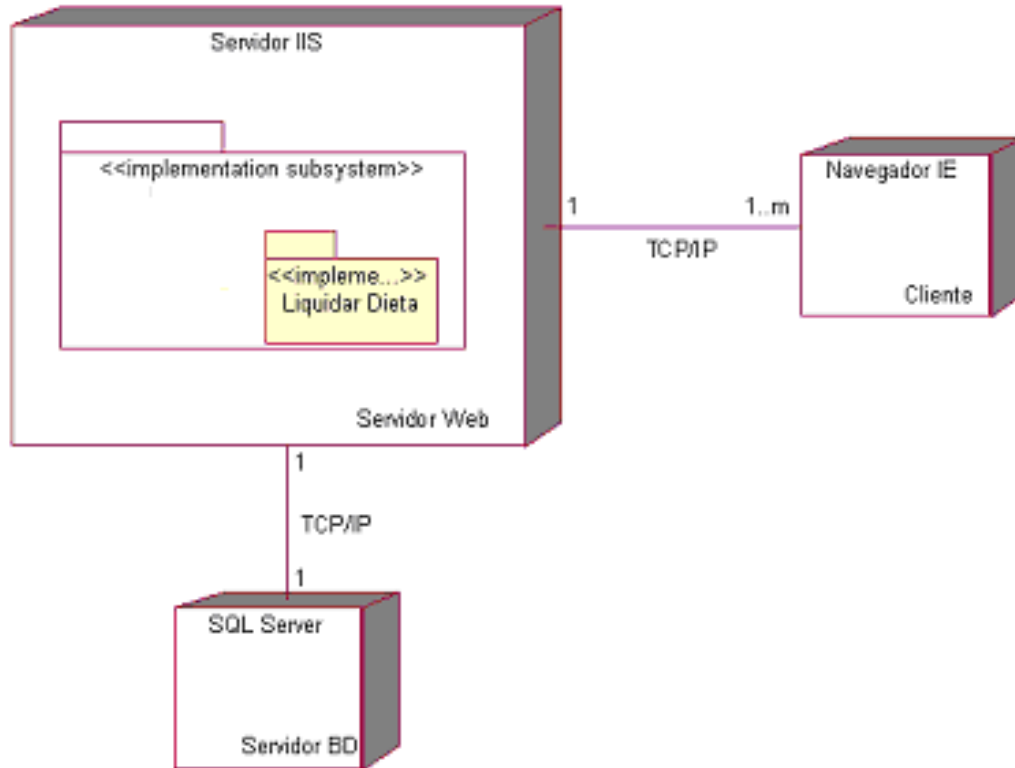 Servidor IIS
<<implementation subsystem>>
<<impleme...>>
Liquidar Dieta
Servidor Web
1
1..m
TCP/IP
Navegador IE
Cliente
1
TCP/IP
1
SQL Server
Servidor BD